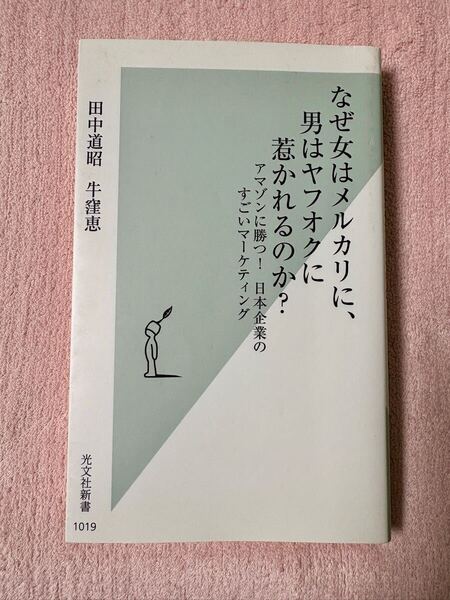 なぜ女はメルカリに、
男はヤフオクに
惹かれるのか？
アマゾンに勝つ！ 日本企業の
すごいマーケティング
田中道昭 牛窪恵
光文社新書
1019